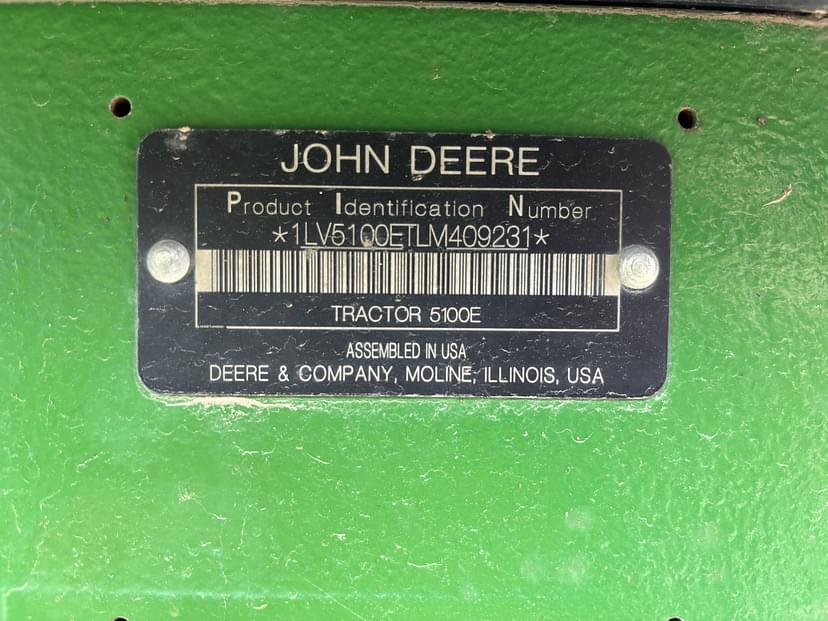 JOHN DEERE
Product Identification Number
*1LV5100ETLM409231*
TRACTOR 5100E
ASSEMBLED IN USA
DEERE & COMPANY, MOLINE, ILLINOIS, USA